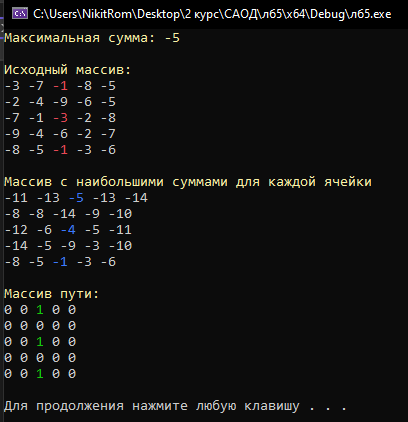 C:\Users\NikitRom\Desktop\2 курс\САОД\лб5\x64\Debug\лб5.exe
Максимальная сумма: -5
Исходный массив:
-3 -7 -1 -8 -5
-2 -4 -9 -6 -5
-7 -1 -3 -2 -8
-9 -4 -6 -2 -7
-8 -5 -1 -3 -6
Массив с наибольшими суммами для каждой ячейки
-11 -13 -5 -13 -14
-8 -8 -14 -9 -10
-12 -6 -4 -5 -11
-14 -5 -9 -3 -10
-8 -5 -1 -3 -6
Массив пути:
0 0 1 0 0
0 0 0 0 0
0 0 1 0 0
0 0 0 0 0
0 0 1 0 0
Для продолжения нажмите любую клавишу . . .